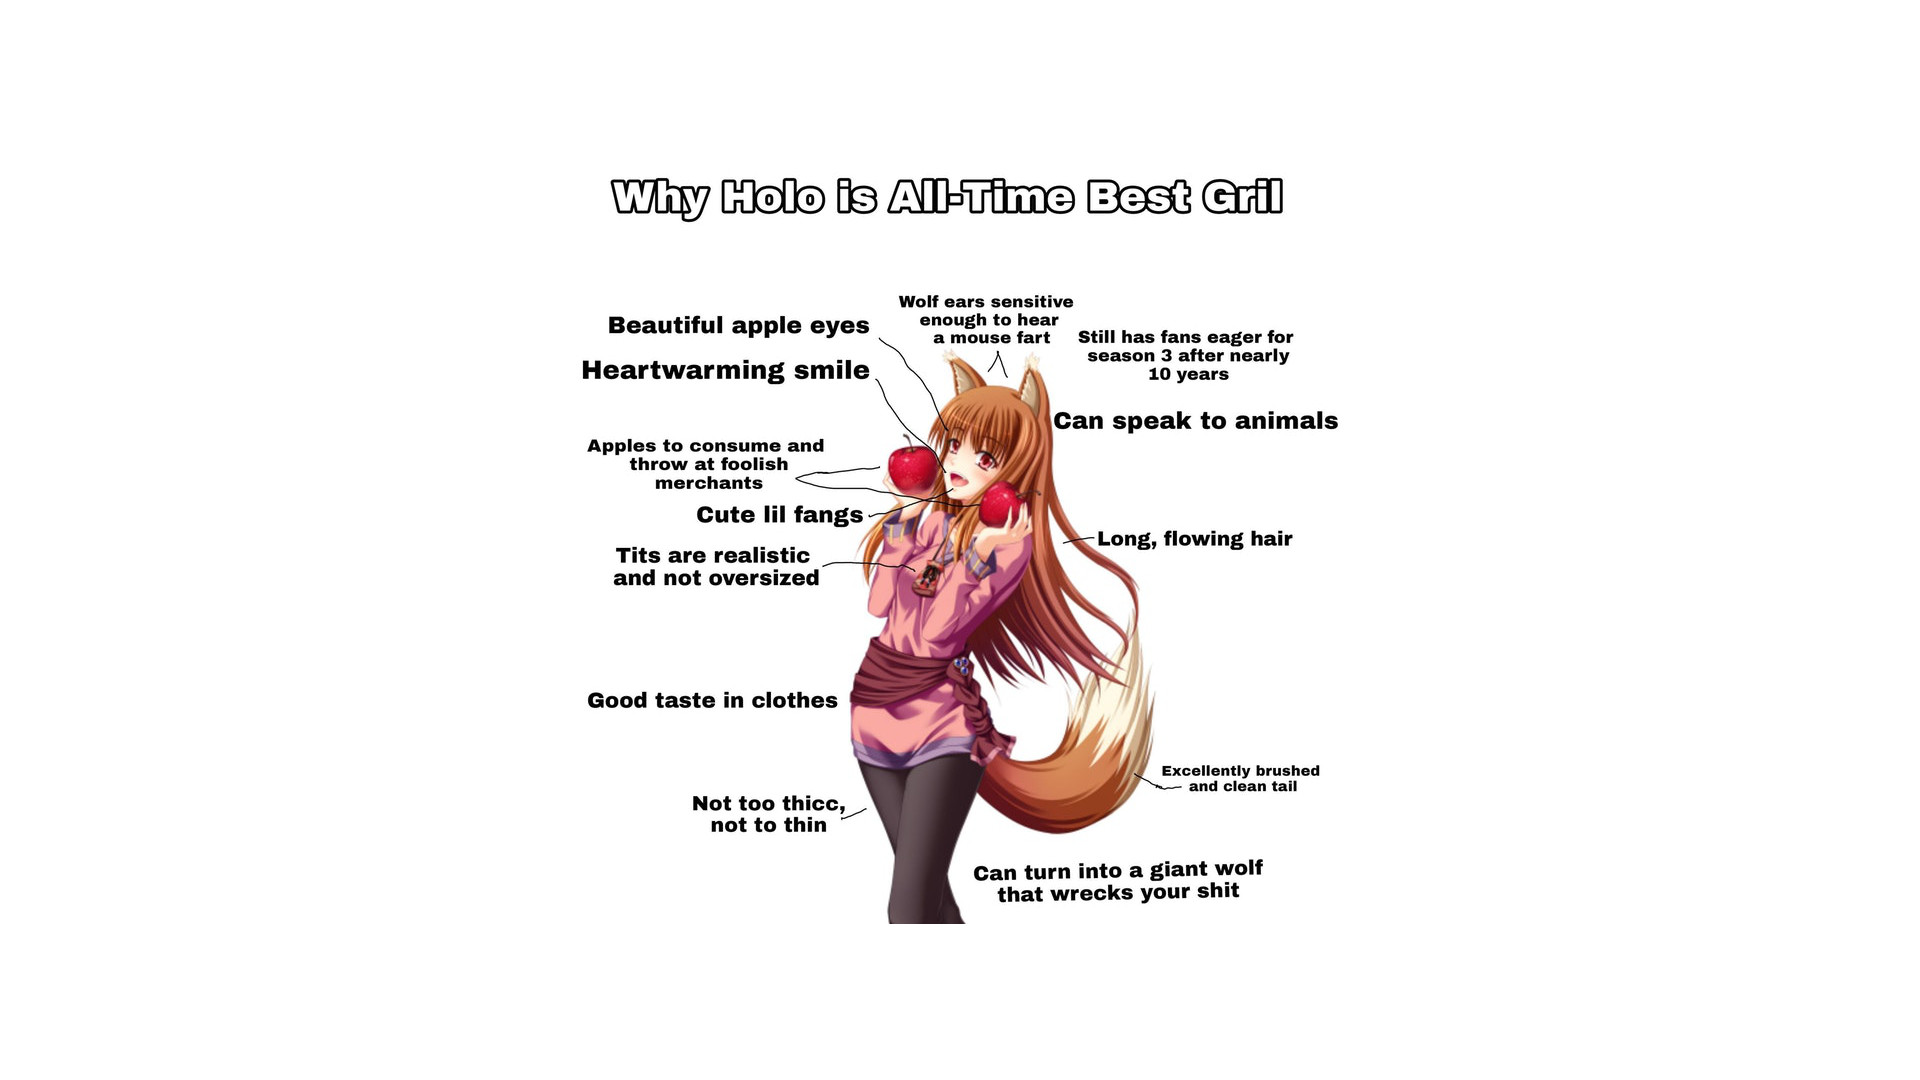 Why Holo is All-Time Best Gril
Wolf ears sensitive
enough to hear
a mouse fart
Beautiful apple eyes
Still has fans eager for
season 3 after nearly
10 years
Heartwarming smile
Can speak to animals
Apples to consume and
throw at foolish
merchants
Cute lil fangs
Long, flowing hair
Tits are realistic
and not oversized
Good taste in clothes
Excellently brushed
and clean tail
Not too thicc,
not to thin
Can turn into a giant wolf
that wrecks your shit